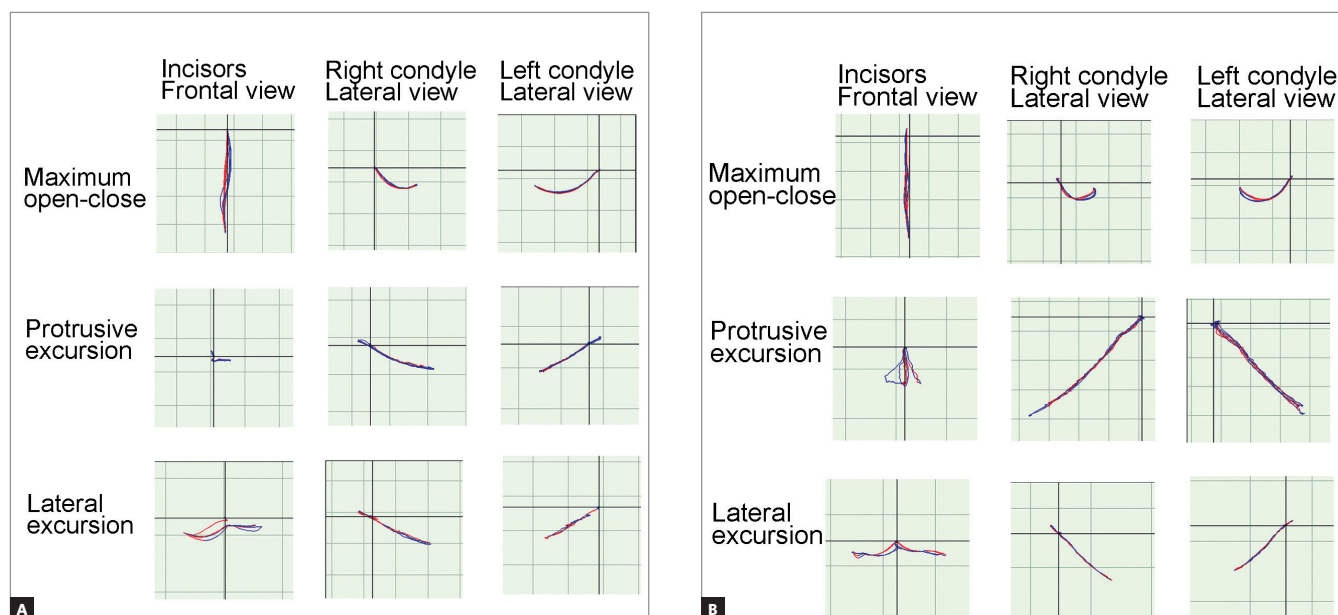 Incisors
Frontal view
Right condyle
Lateral view
Left condyle
Lateral view
Maximum
open-close
Protrusive
excursion
Lateral
excursion
A
Incisors
Frontal view
Right condyle
Lateral view
Left condyle
Lateral view
Maximum
open-close
Protrusive
excursion
Lateral
excursion
B